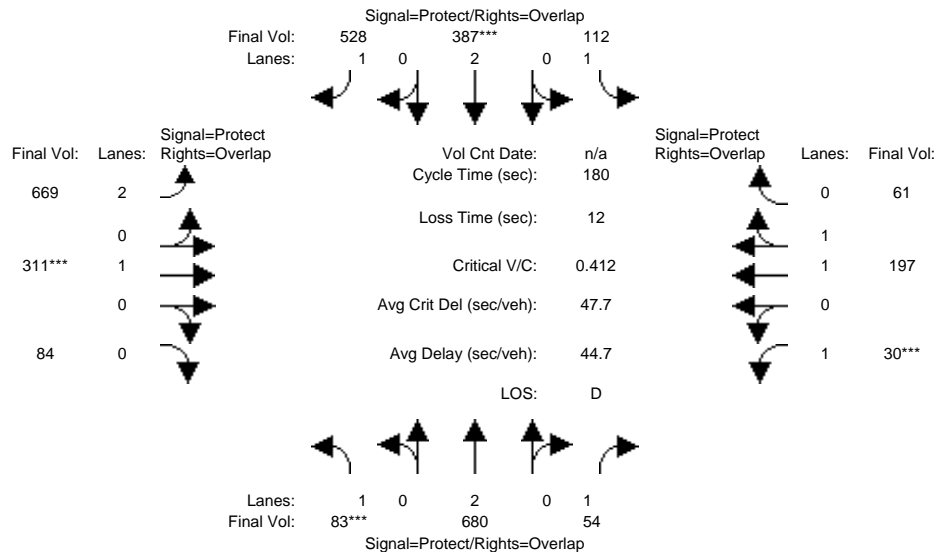 Signal=Protect/Rights=Overlap
Final Vol: 528 387*** 112
Lanes: 1 0 2 0 1
Signal=Protect
Final Vol: Lanes: Rights=Overlap
Vol Cnt Date: n/a
Signal=Protect
Rights=Overlap Lanes: Final Vol:
Cycle Time (sec): 180
669 2
0 61
Loss Time (sec): 12
0
1
311*** 1
Critical V/C: 0.412
1 197
0
Avg Crit Del (sec/veh): 47.7
0
84 0
Avg Delay (sec/veh): 44.7
1 30***
LOS: D
Lanes: 1 0 2 0 1
Final Vol: 83*** 680 54
Signal=Protect/Rights=Overlap